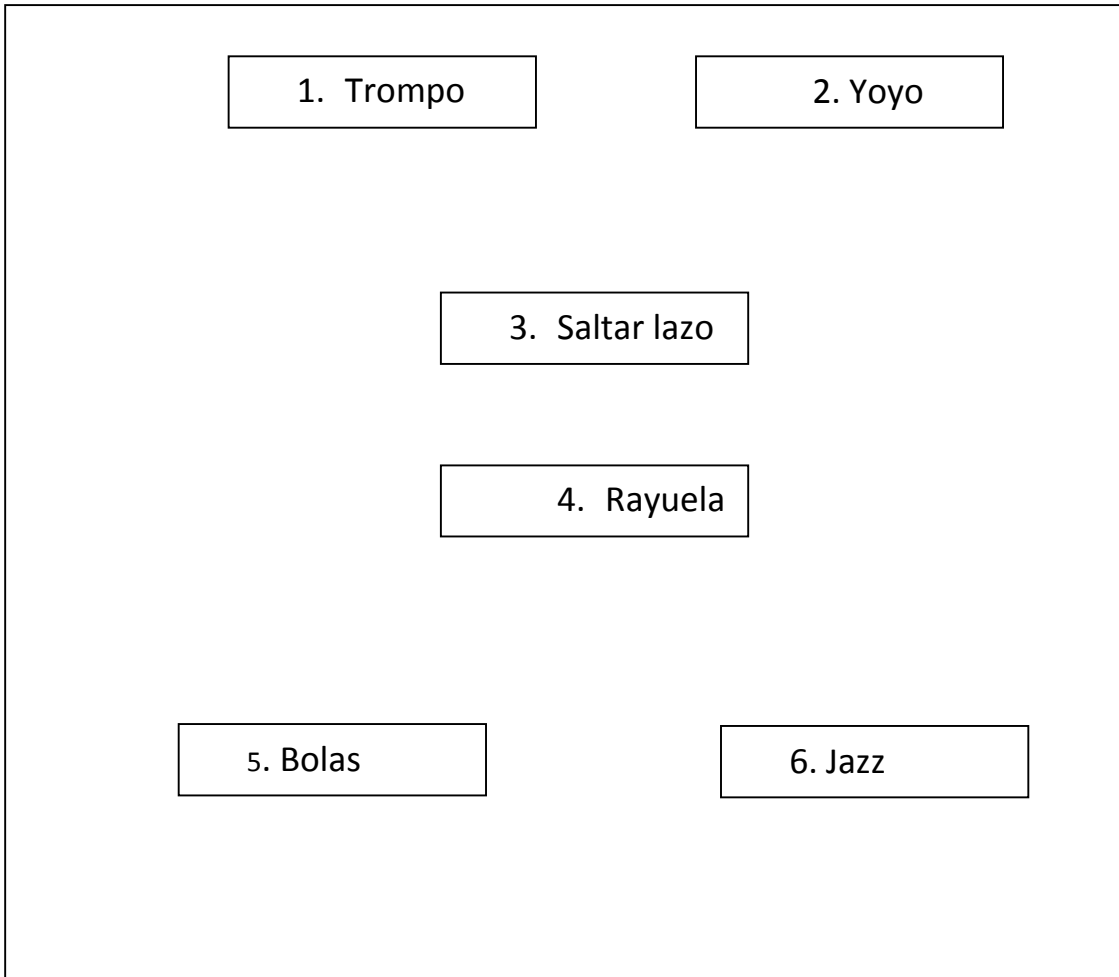 1. Trompo
2. Yoyo
3. Saltar lazo
4. Rayuela
5. Bolas
6. Jazz